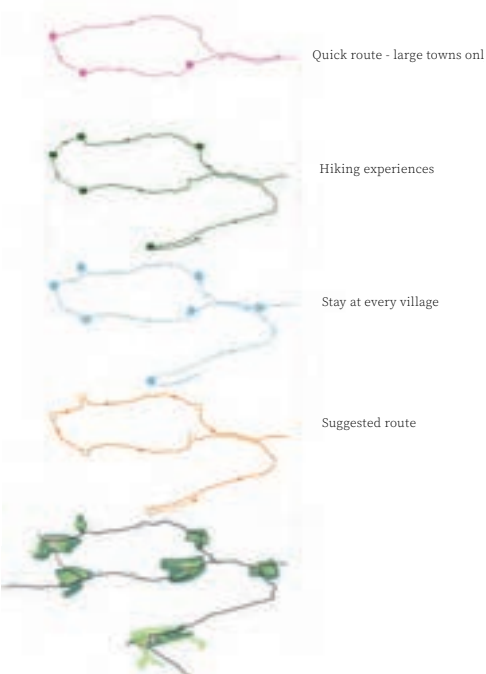 Quick route - large towns onl
Hiking experiences
Stay at every village
Suggested route